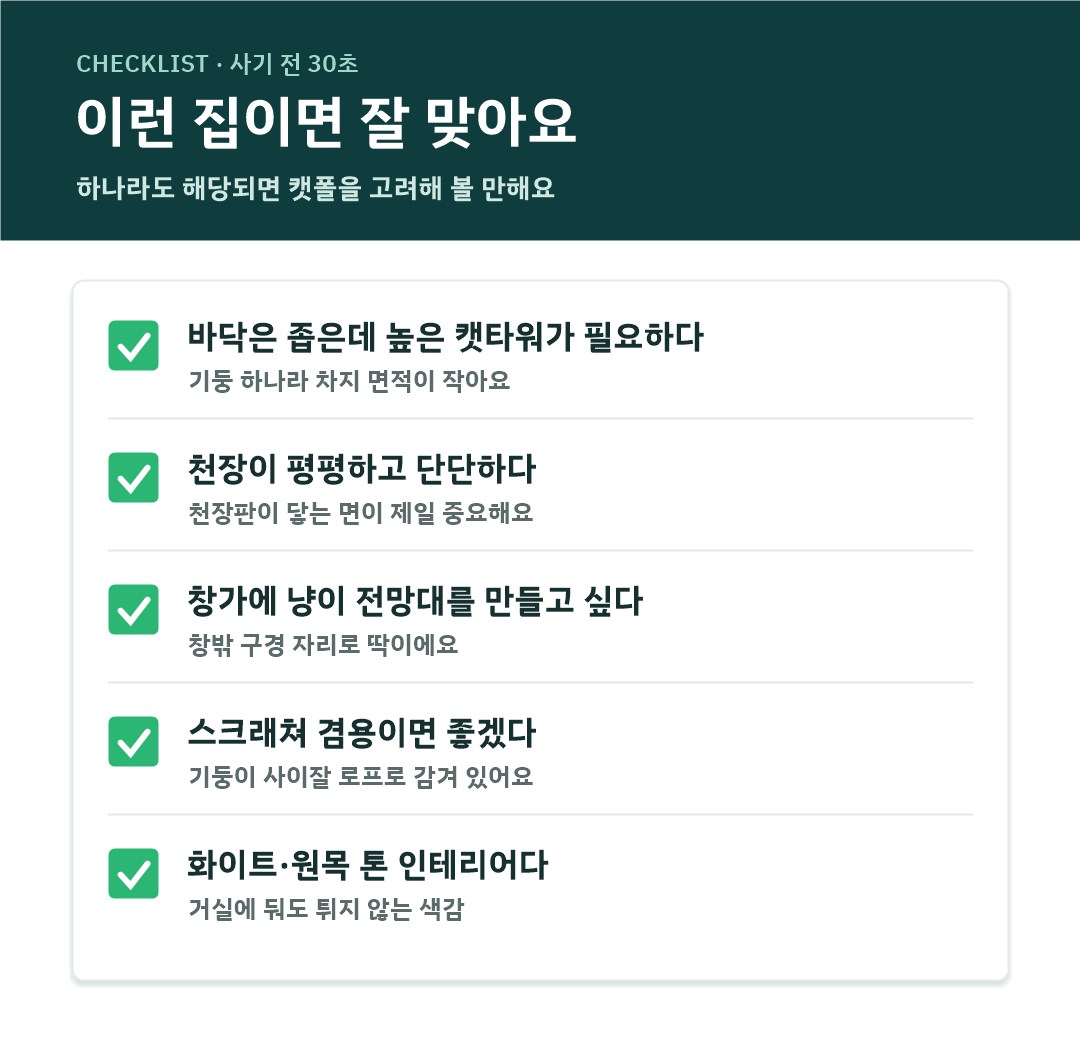 CHECKLIST · 사기 전 30초
이런 집이면 잘 맞아요
하나라도 해당되면 캣폴을 고려해 볼 만해요
바닥은 좁은데 높은 캣타워가 필요하다
기둥 하나라 차지 면적이 작아요
천장이 평평하고 단단하다
천장판이 닿는 면이 제일 중요해요
창가에 냥이 전망대를 만들고 싶다
창밖 구경 자리로 딱이에요
스크래쳐 겸용이면 좋겠다
기둥이 사이잘 로프로 감겨 있어요
화이트·원목 톤 인테리어다
거실에 둬도 튀지 않는 색감